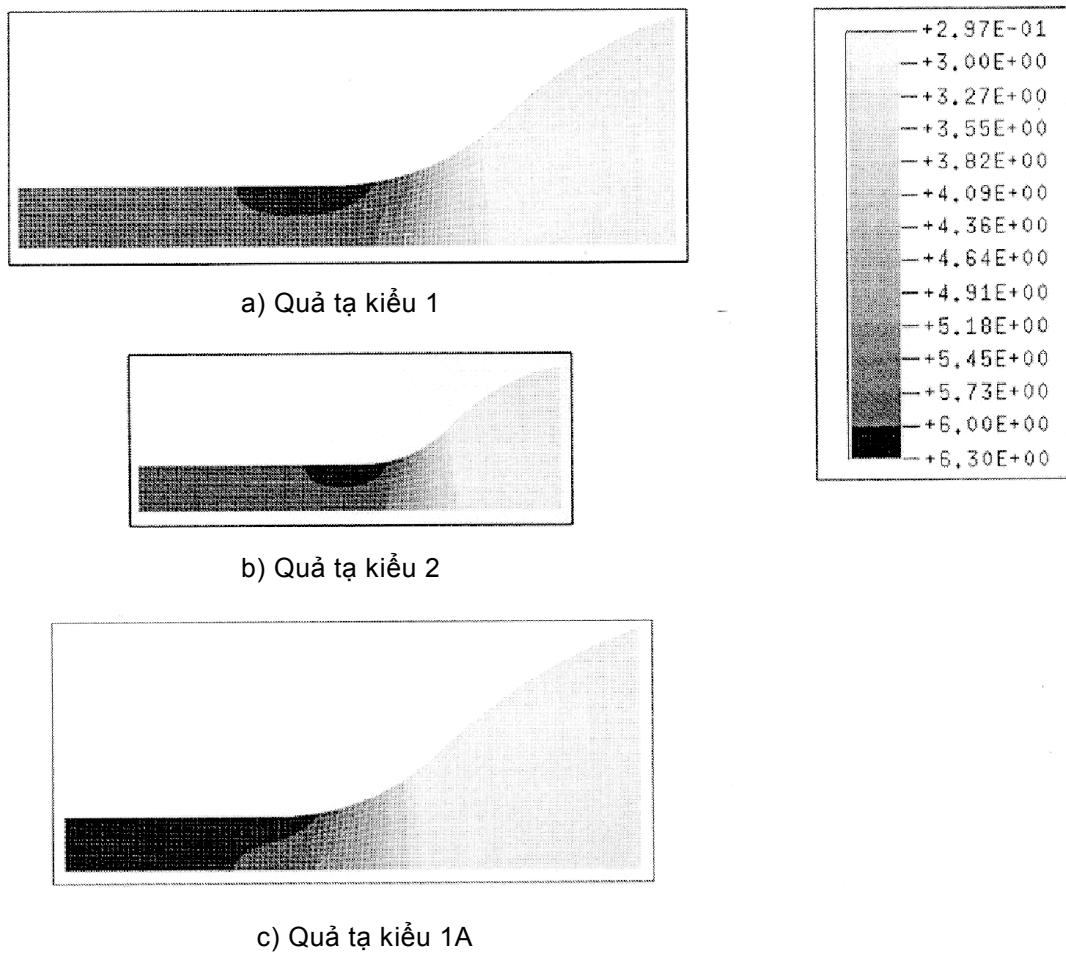 +2.97E-01
+3.00E+00
+3.27E+00
+3.55E+00
+3.82E+00
+4.09E+00
+4.36E+00
+4.64E+00
+4.91E+00
+5.18E+00
+5.45E+00
+5.73E+00
+6.00E+00
+6.30E+00
a) Quả tạ kiểu 1
b) Quả tạ kiểu 2
c) Quả tạ kiểu 1A